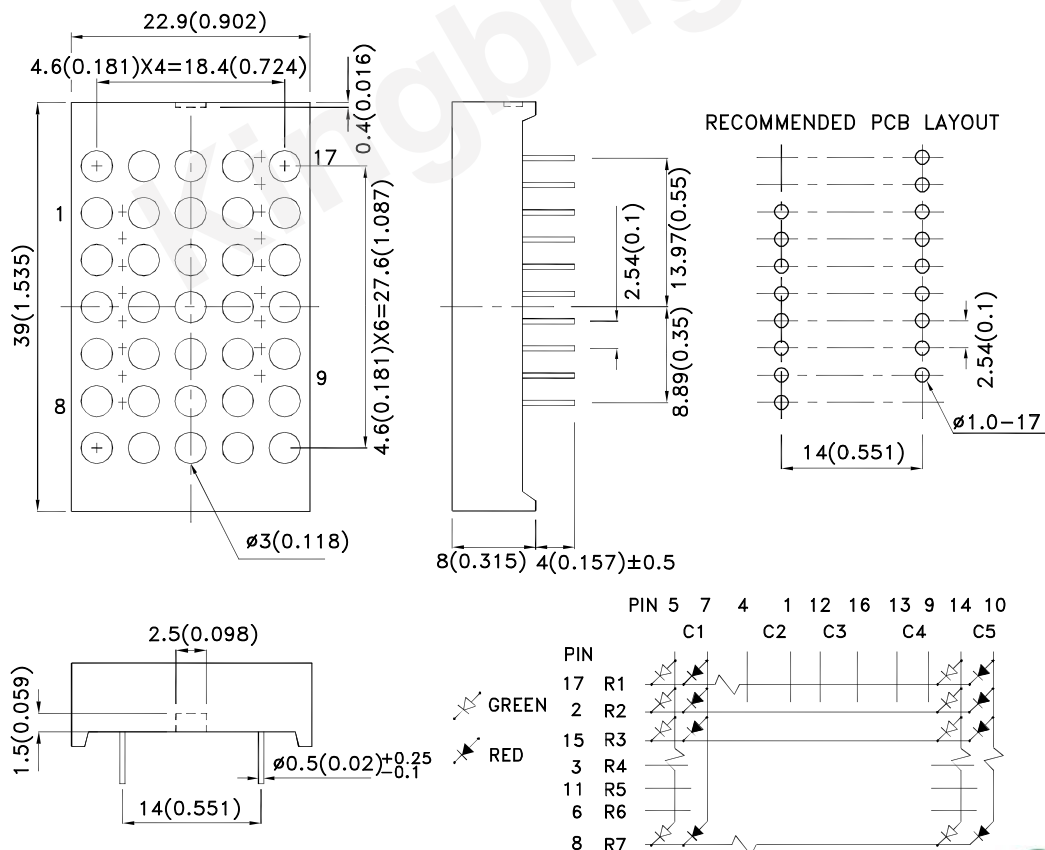 22.9(0.902)
4.6(0.181)X4=18.4(0.724)
0.4(0.016)
17
1
39(1.535)
4.6(0.181)X6=27.6(1.087)
9
8
ø3(0.118)
13.97(0.55)
2.54(0.1)
8.89(0.35)
8(0.315) 4(0.157)±0.5
RECOMMENDED PCB LAYOUT
2.54(0.1)
ø1.0-17
14(0.551)
2.5(0.098)
1.5(0.059)
ø0.5(0.02)+0.25 -0.1
14(0.551)
GREEN
RED
PIN 5 7 4 1 12 16 13 9 14 10
C1 C2 C3 C4 C5
PIN
17 R1
2 R2
15 R3
3 R4
11 R5
6 R6
8 R7